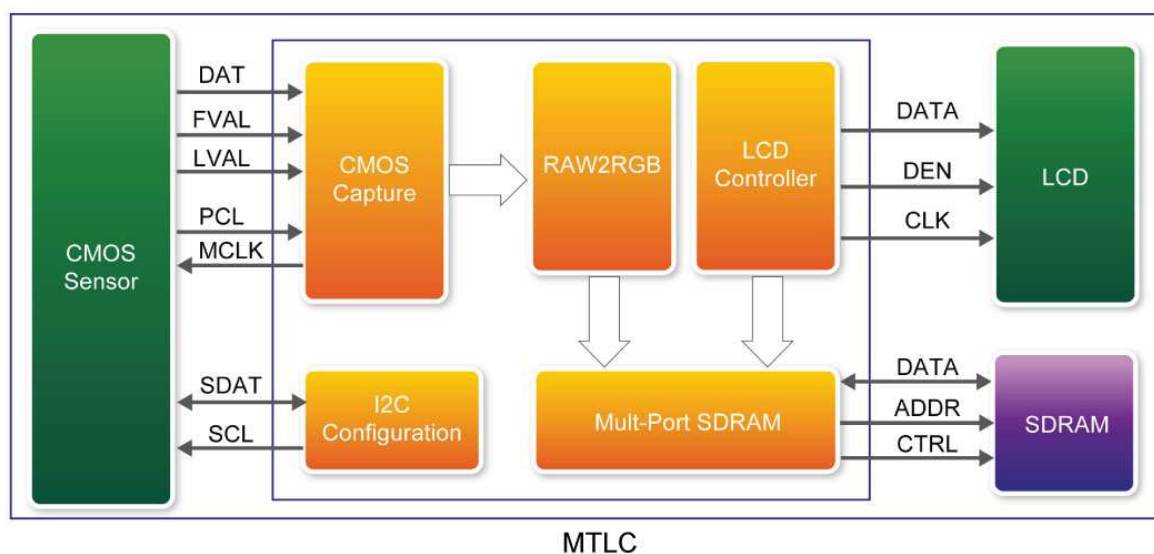 CMOS
Sensor
DAT
FVAL
LVAL
PCL
MCLK
SDAT
SCL
CMOS
Capture
I2C
Configuration
RAW2RGB
LCD
Controller
Mult-Port SDRAM
DATA
DEN
CLK
LCD
DATA
ADDR
CTRL
SDRAM
MTLC